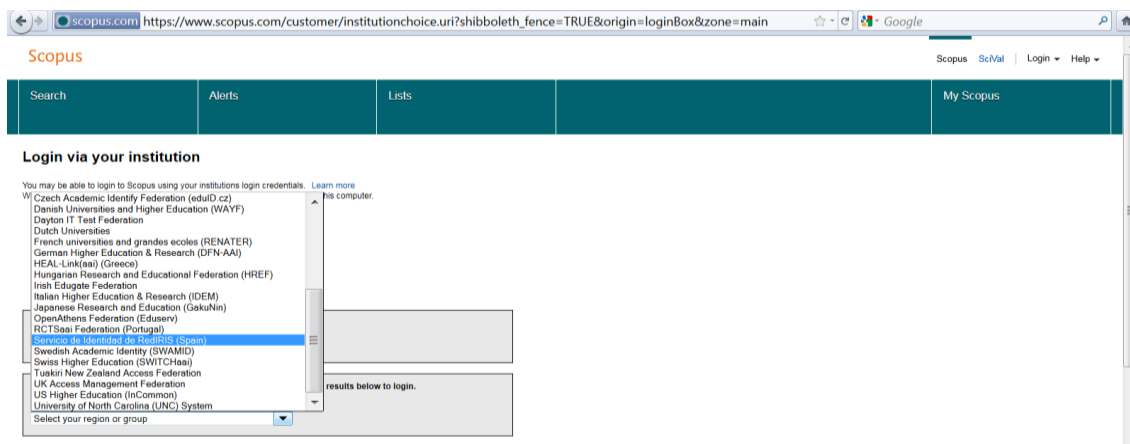 scopus.com https://www.scopus.com/customer/institutionchoice.uri?shibboleth_fence=TRUE&origin=loginBox&zone=main Google
Scopus
Scopus SciVal Login Help
Search Alerts Lists My Scopus
Login via your institution
You may be able to login to Scopus using your institutions login credentials. Learn more
W his computer.
Czech Academic Identify Federation (eduID.cz)
Danish Universities and Higher Education (WAYF)
Dayton IT Test Federation
Dutch Universities
French universities and grandes ecoles (RENATER)
German Higher Education & Research (DFN-AAI)
HEAL-Link(aai) (Greece)
Hungarian Research and Educational Federation (HREF)
Irish Edugate Federation
Italian Higher Education & Research (IDEM)
Japanese Research and Education (GakuNin)
OpenAthens Federation (Eduserv)
RCTSaai Federation (Portugal)
Servicio de Identidad de RedIRIS (Spain)
Swedish Academic Identity (SWAMID)
Swiss Higher Education (SWITCHaai)
Tuakiri New Zealand Access Federation
UK Access Management Federation
results below to login.
US Higher Education (InCommon)
University of North Carolina (UNC) System
Select your region or group